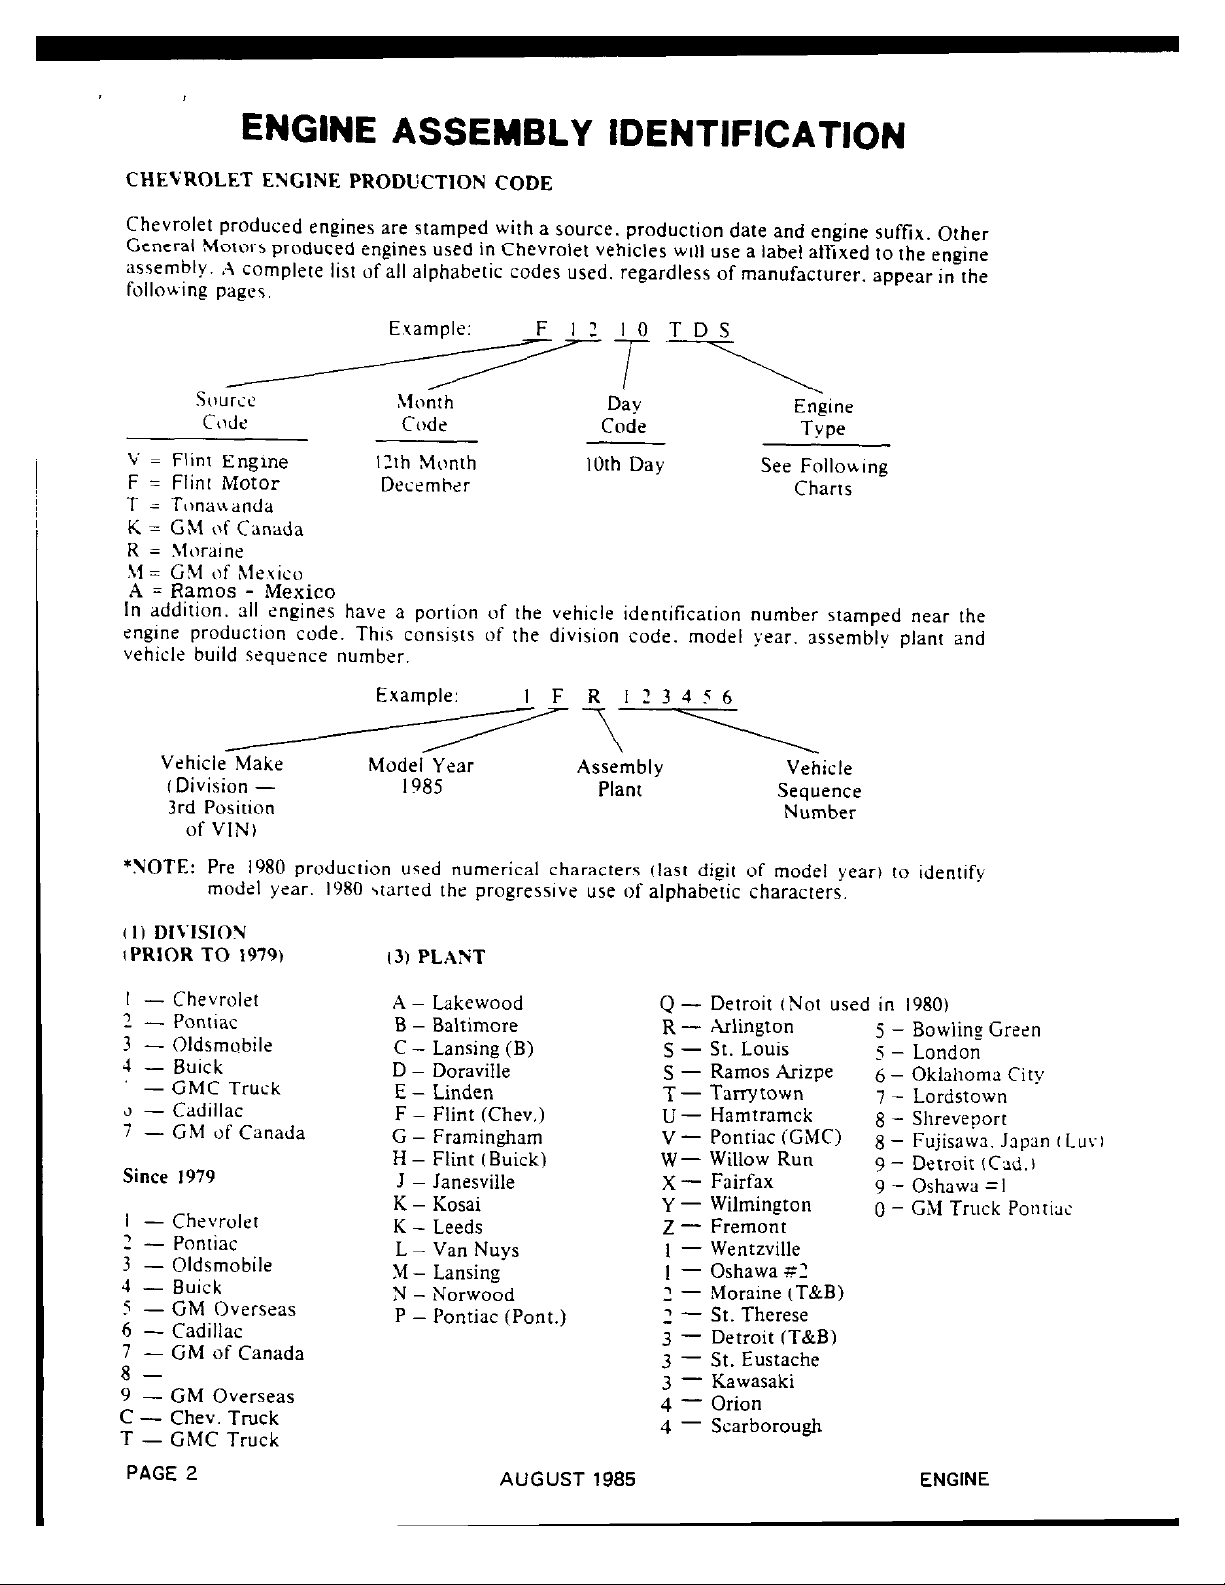 ENGINE ASSEMBLY IDENTIFICATION
CHEVROLET ENGINE PRODUCTION CODE
Chevrolet produced engines are stamped with a source, production date and engine suffix. Other
General Motors produced engines used in Chevrolet vehicles will use a label affixed to the engine
assembly. A complete list of all alphabetic codes used, regardless of manufacturer, appear in the
following pages.
Example: F 12 10 TDS
Source Code
V = Flint Engine
F = Flint Motor
T = Tonawanda
K = GM of Canada
R = Moraine
M = GM of Mexico
A = Ramos - Mexico
Month Code
12th Month
December
Day Code
10th Day
Engine Type
See Following
Charts
In addition, all engines have a portion of the vehicle identification number stamped near the
engine production code. This consists of the division code, model year, assembly plant and
vehicle build sequence number.
Example: 1 F R 123456
Vehicle Make
(Division —
3rd Position
of VIN)
Model Year
1985
Assembly
Plant
Vehicle
Sequence
Number
*NOTE: Pre 1980 production used numerical characters (last digit of model year) to identify
model year. 1980 started the progressive use of alphabetic characters.
(1) DIVISION
(PRIOR TO 1979)
1 — Chevrolet
2 — Pontiac
3 — Oldsmobile
4 — Buick
— GMC Truck
— Cadillac
7 — GM of Canada
Since 1979
1 — Chevrolet
2 — Pontiac
3 — Oldsmobile
4 — Buick
5 — GM Overseas
6 — Cadillac
7 — GM of Canada
8 —
9 — GM Overseas
C — Chev. Truck
T — GMC Truck
(3) PLANT
A – Lakewood
B – Baltimore
C – Lansing (B)
D – Doraville
E – Linden
F – Flint (Chev.)
G – Framingham
H – Flint (Buick)
J – Janesville
K – Kosai
K – Leeds
L – Van Nuys
M – Lansing
N – Norwood
P – Pontiac (Pont.)
Q — Detroit (Not used in 1980)
R — Arlington
S — St. Louis
S — Ramos Arizpe
T — Tarrytown
U — Hamtramck
V — Pontiac (GMC)
W — Willow Run
X — Fairfax
Y — Wilmington
Z — Fremont
1 — Wentzville
1 — Oshawa #2
2 — Moraine (T&B)
2 — St. Therese
3 — Detroit (T&B)
3 — St. Eustache
3 — Kawasaki
4 — Orion
4 — Scarborough
5 – Bowling Green
5 – London
6 – Oklahoma City
7 – Lordstown
8 – Shreveport
8 – Fujisawa, Japan (Luv)
9 – Detroit (Cad.)
9 – Oshawa #1
0 – GM Truck Pontiac
PAGE 2
AUGUST 1985
ENGINE